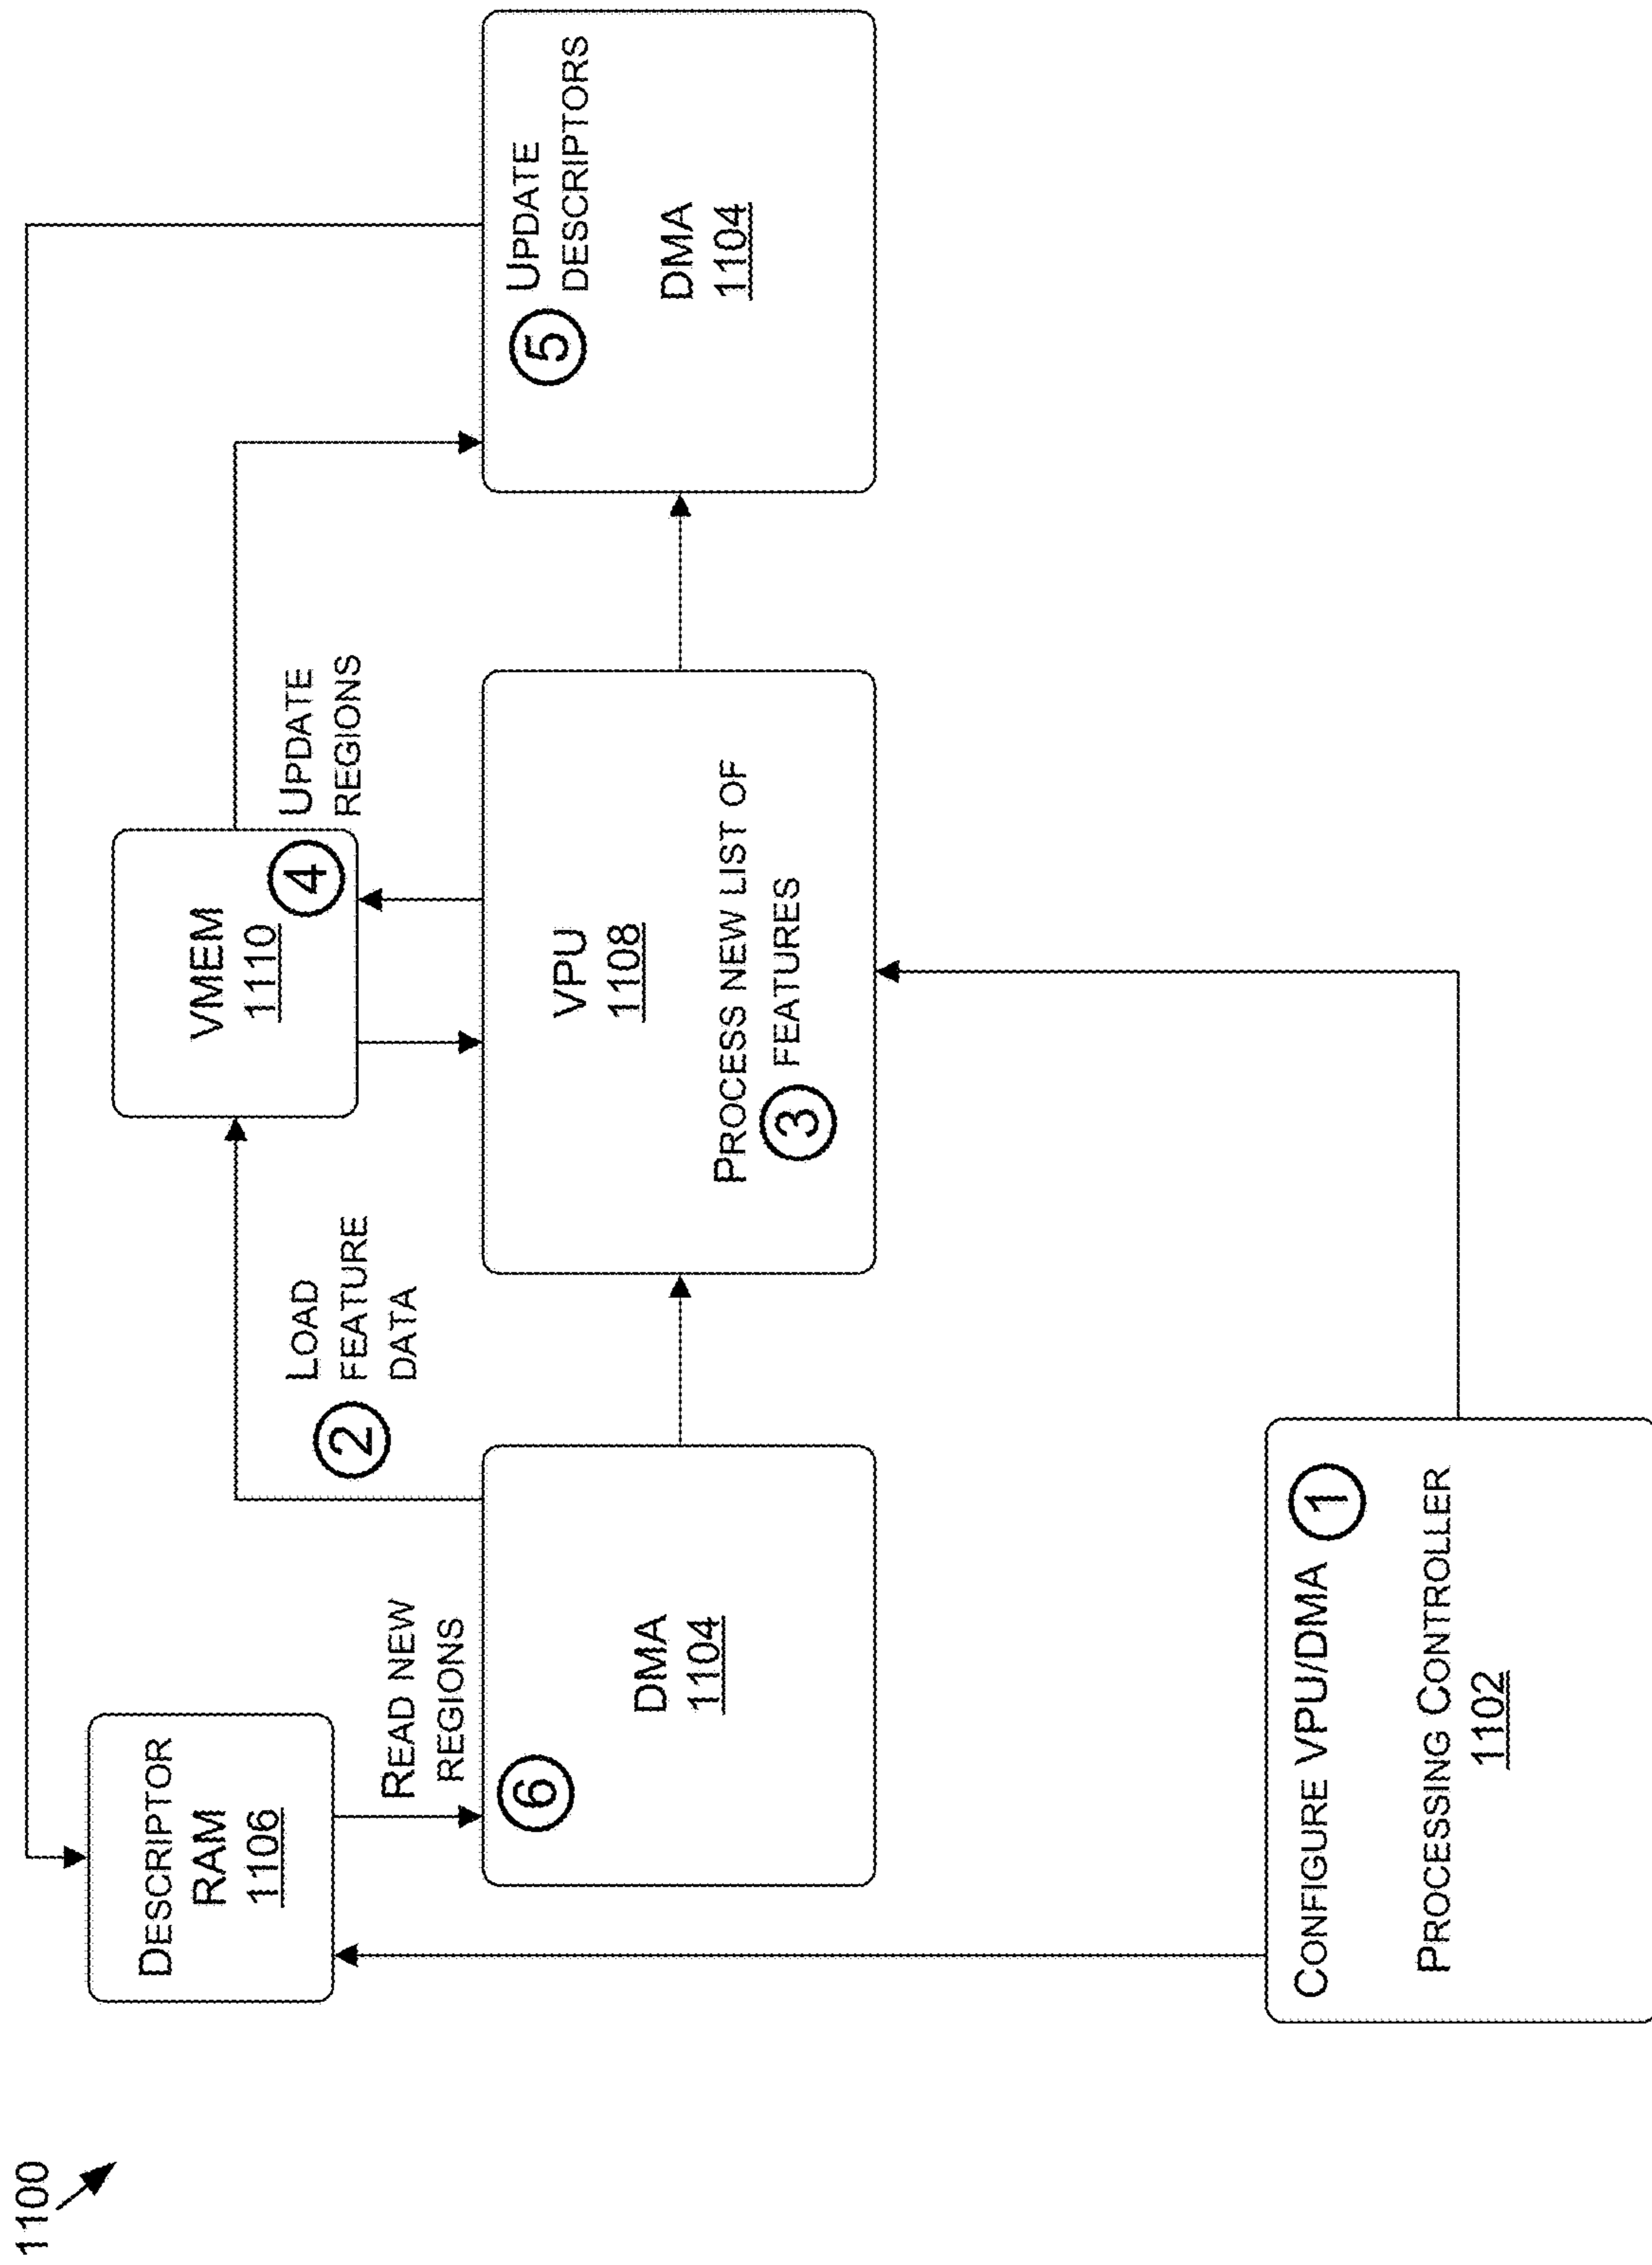 1100
DESCRIPTOR
RAM
1106
READ NEW
REGIONS
6
DMA
1104
2
LOAD
FEATURE
DATA
VMEM
1110
4
UPDATE
REGIONS
VPU
1108
PROCESS NEW LIST OF
3 FEATURES
5
UPDATE
DESCRIPTORS
DMA
1104
CONFIGURE VPU/DMA 1
PROCESSING CONTROLLER
1102